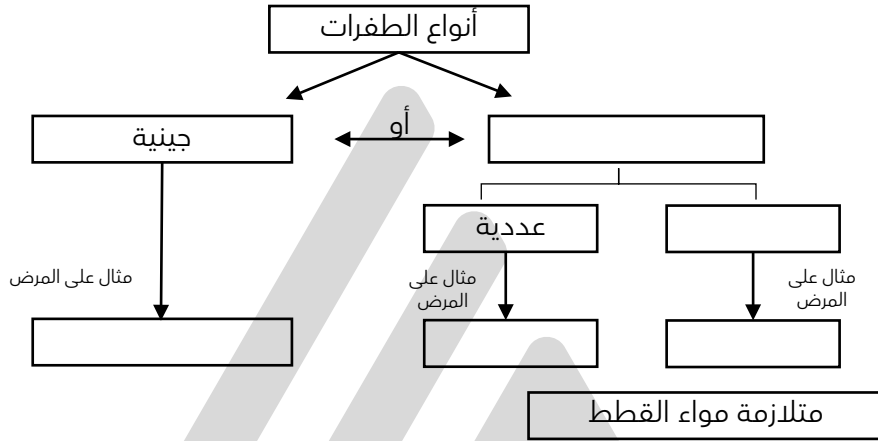 أنواع الطفرات
أو
جينية
عددية
مثال على المرض
مثال على
المرض
مثال على
المرض
متلازمة مواء القطط